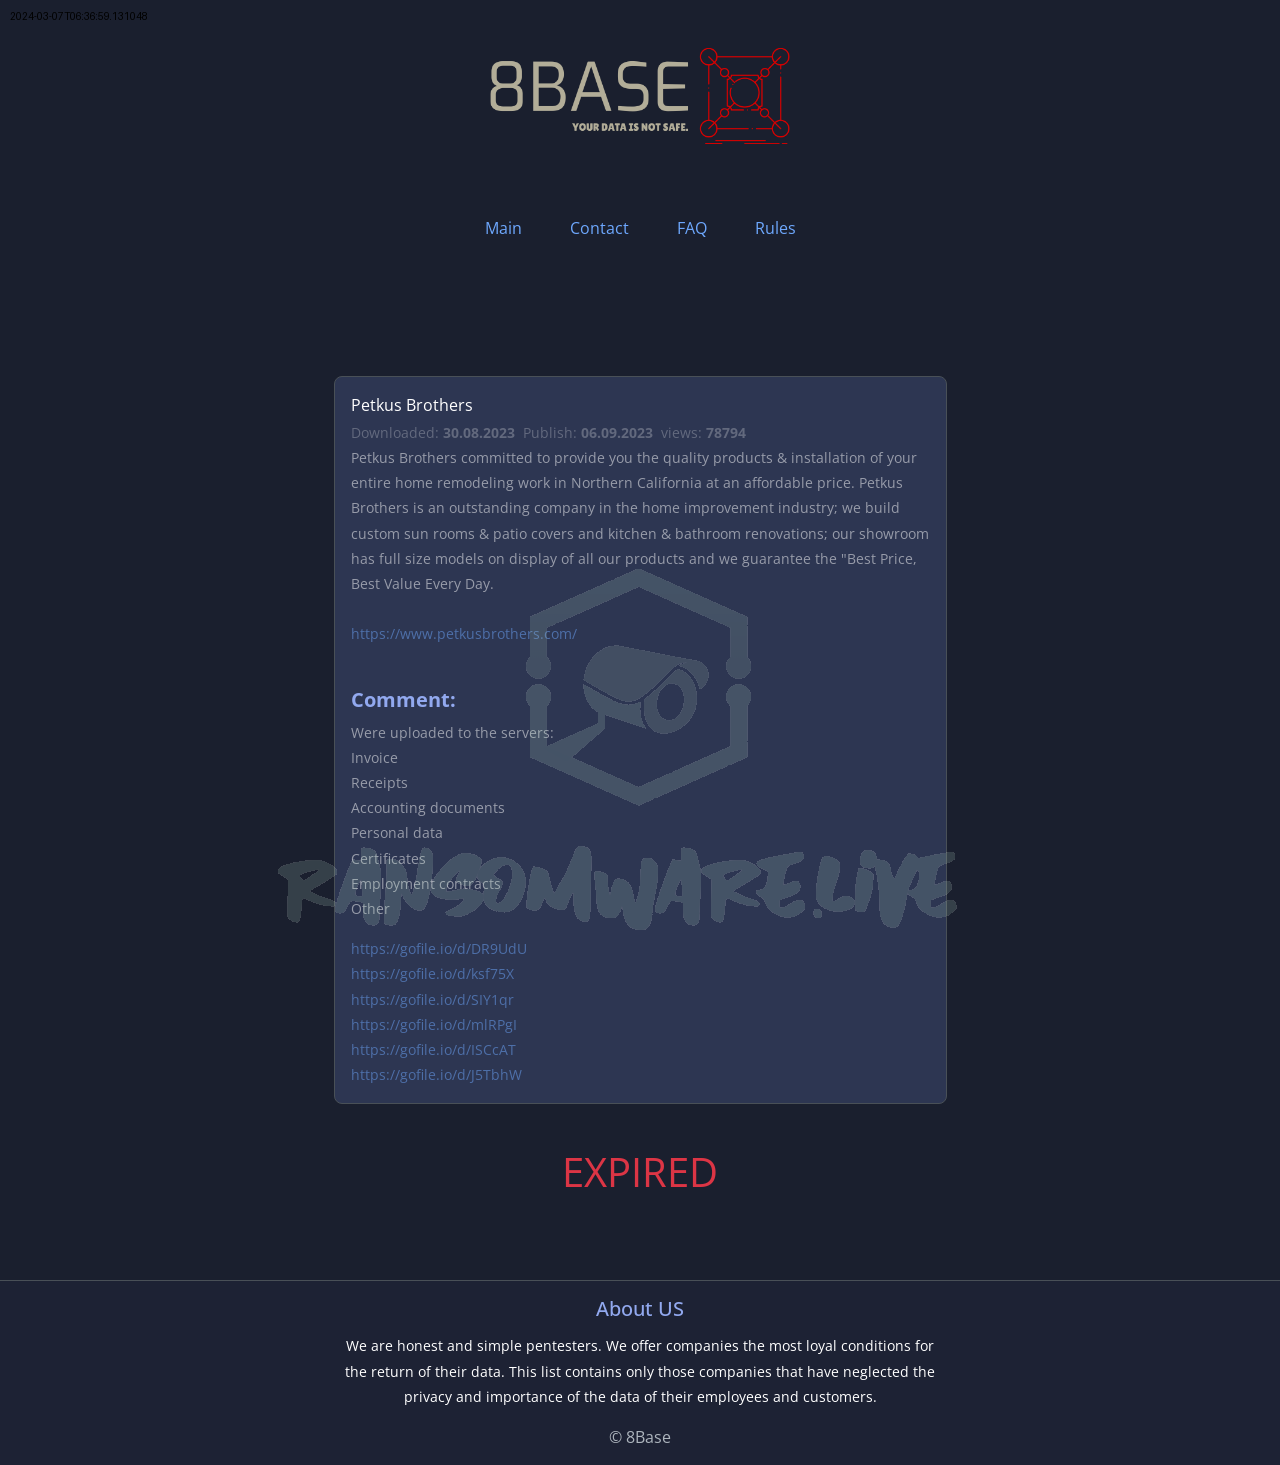 2024-03-07T06:36:59.131048
8BASE
YOUR DATA IS NOT SAFE.
Main Contact FAQ Rules
Petkus Brothers
Downloaded: 30.08.2023 Publish: 06.09.2023 views: 78794
Petkus Brothers committed to provide you the quality products & installation of your
entire home remodeling work in Northern California at an affordable price. Petkus
Brothers is an outstanding company in the home improvement industry; we build
custom sun rooms & patio covers and kitchen & bathroom renovations; our showroom
has full size models on display of all our products and we guarantee the "Best Price,
Best Value Every Day.
https://www.petkusbrothers.com/
Comment:
Were uploaded to the servers:
Invoice
Receipts
Accounting documents
Personal data
Certificates
Employment contracts
Other
RANSOMWARE.LIVE
https://gofile.io/d/DR9UdU
https://gofile.io/d/ksf75X
https://gofile.io/d/SIY1qr
https://gofile.io/d/mlRPgI
https://gofile.io/d/ISCcAT
https://gofile.io/d/J5TbhW
EXPIRED
About US
We are honest and simple pentesters. We offer companies the most loyal conditions for
the return of their data. This list contains only those companies that have neglected the
privacy and importance of the data of their employees and customers.
© 8Base